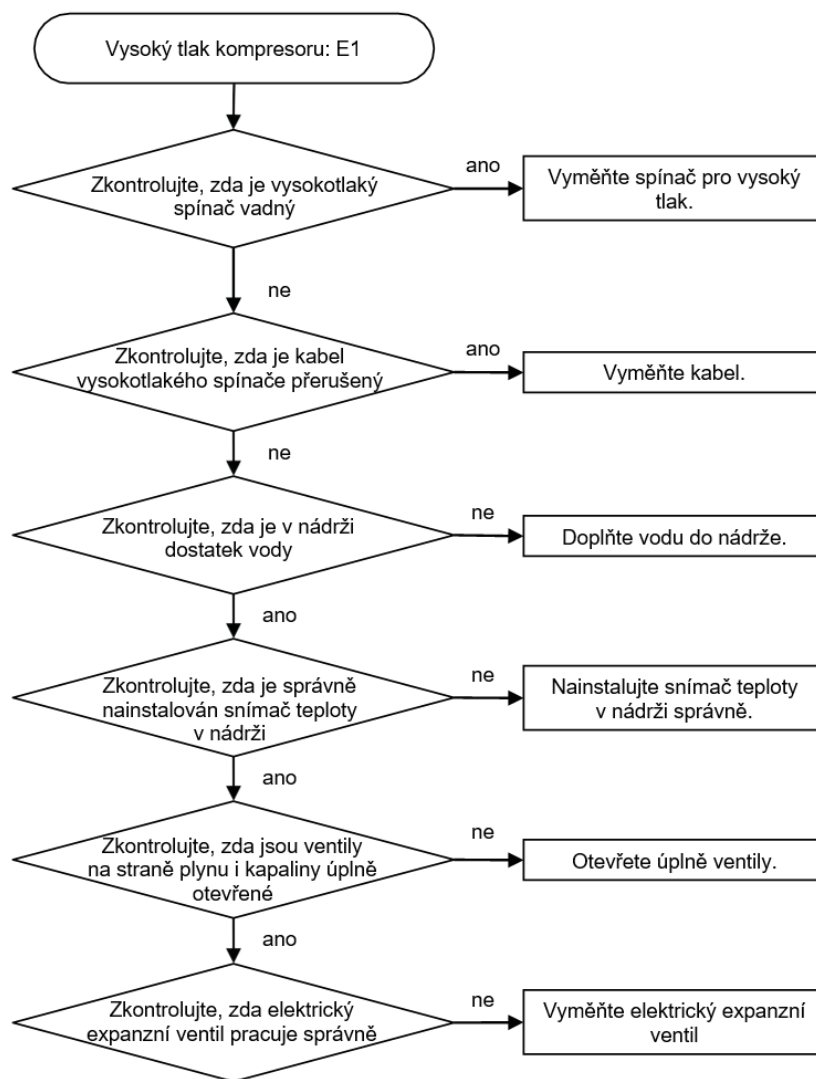 Vysoký tlak kompresoru: E1
Zkontrolujte, zda je vysokotlaký
spínač vadný
ano
Vyměňte spínač pro vysoký
tlak.
ne
Zkontrolujte, zda je kabel
vysokotlakého spínače přerušený
ano
Vyměňte kabel.
ne
Zkontrolujte, zda je v nádrži
dostatek vody
ne
Doplňte vodu do nádrže.
ano
Zkontrolujte, zda je správně
nainstalován snímač teploty
v nádrži
ne
Nainstalujte snímač teploty
v nádrži správně.
ano
Zkontrolujte, zda jsou ventily
na straně plynu i kapaliny úplně
otevřené
ne
Otevřete úplně ventily.
ano
Zkontrolujte, zda elektrický
expanzní ventil pracuje správně
ne
Vyměňte elektrický expanzní
ventil